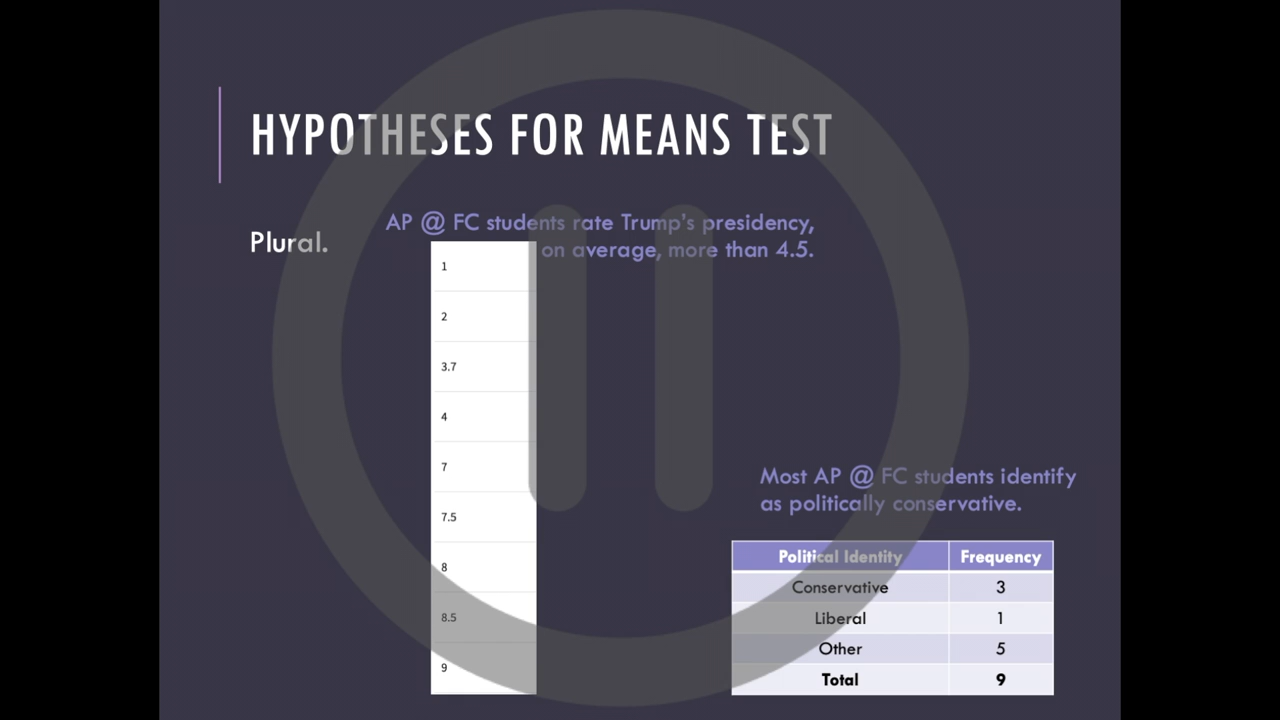 HYPOTHESES FOR MEANS TEST
Plural.
AP @ FC students rate Trump's presidency,
on average, more than 4.5.
1
2
3.7
4
7
7.5
8
8.5
9
Most AP @ FC students identify
as politically conservative.
Political Identity Frequency
Conservative 3
Liberal 1
Other 5
Total 9